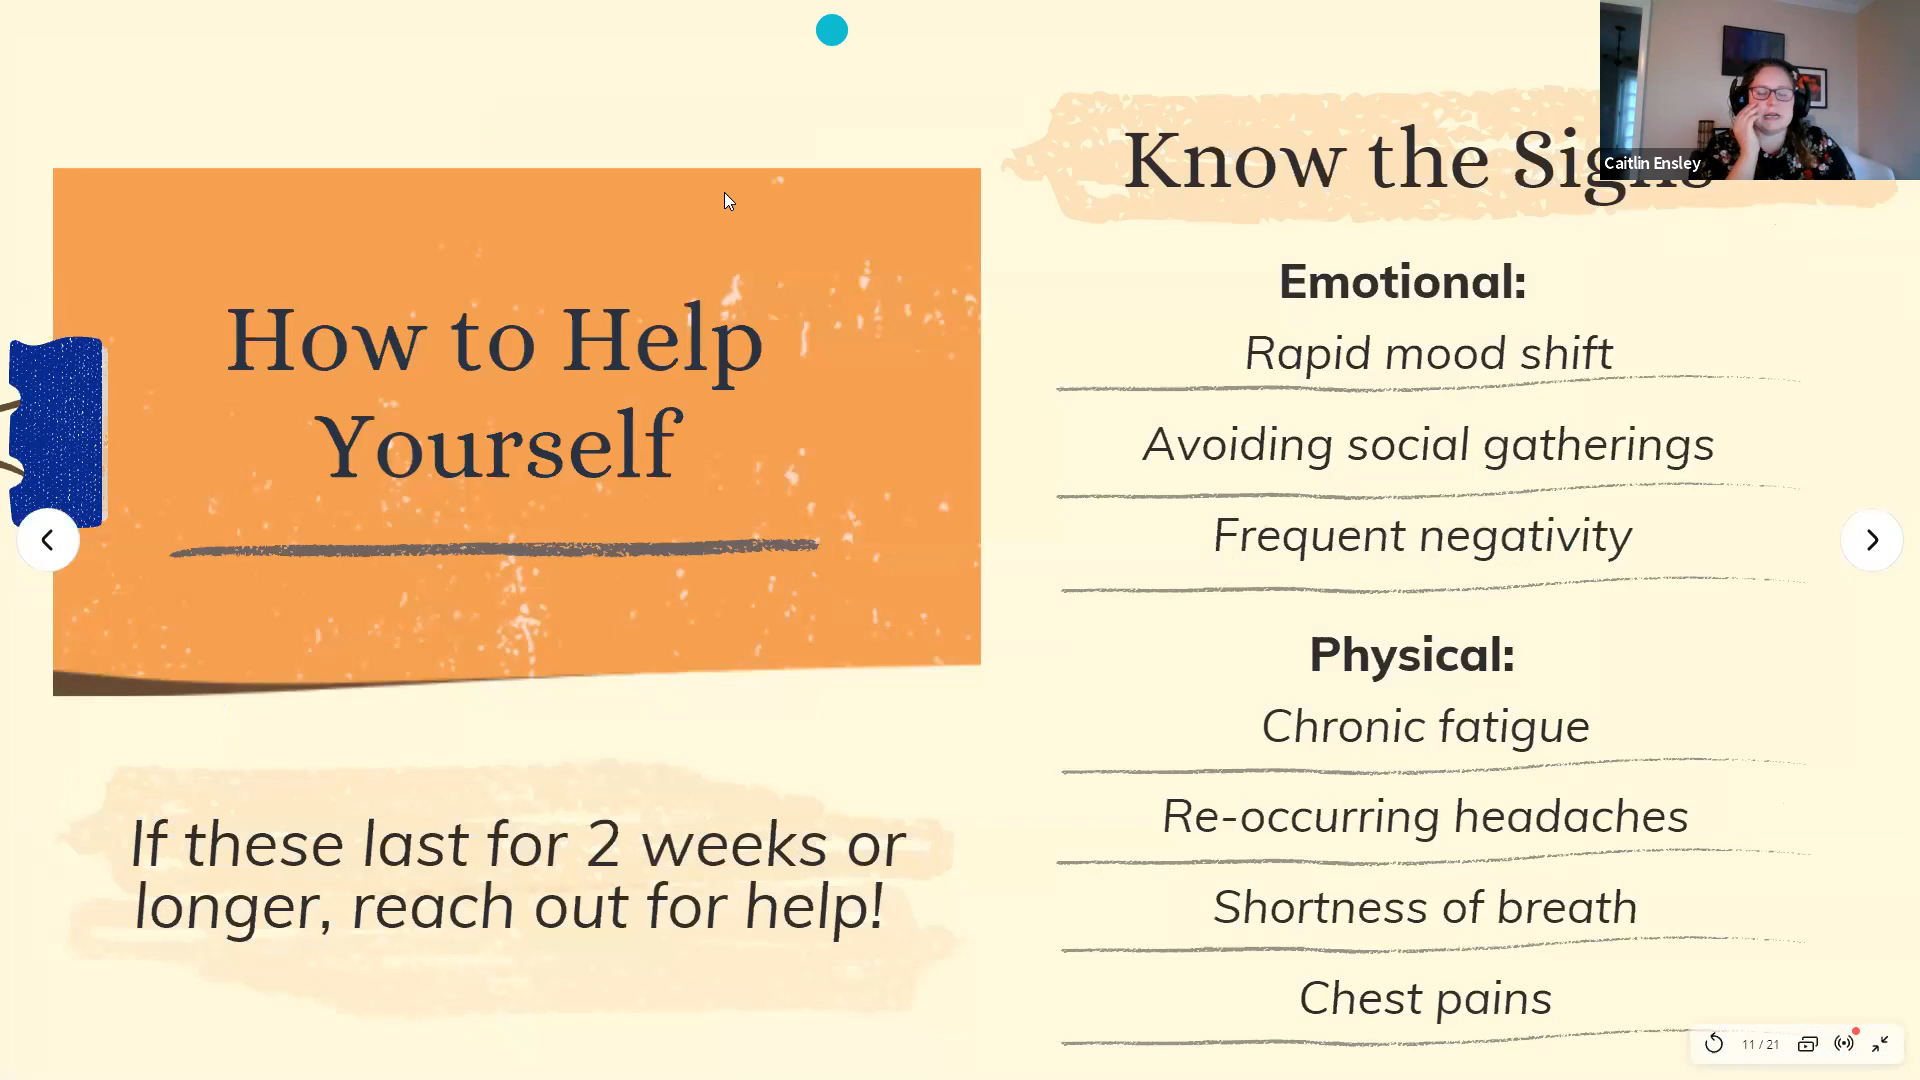 How to Help
Yourself
If these last for 2 weeks or
longer, reach out for help!
Know the Signs
Caitlin Ensley
Emotional:
Rapid mood shift
Avoiding social gatherings
Frequent negativity
Physical:
Chronic fatigue
Re-occurring headaches
Shortness of breath
Chest pains
11 / 21